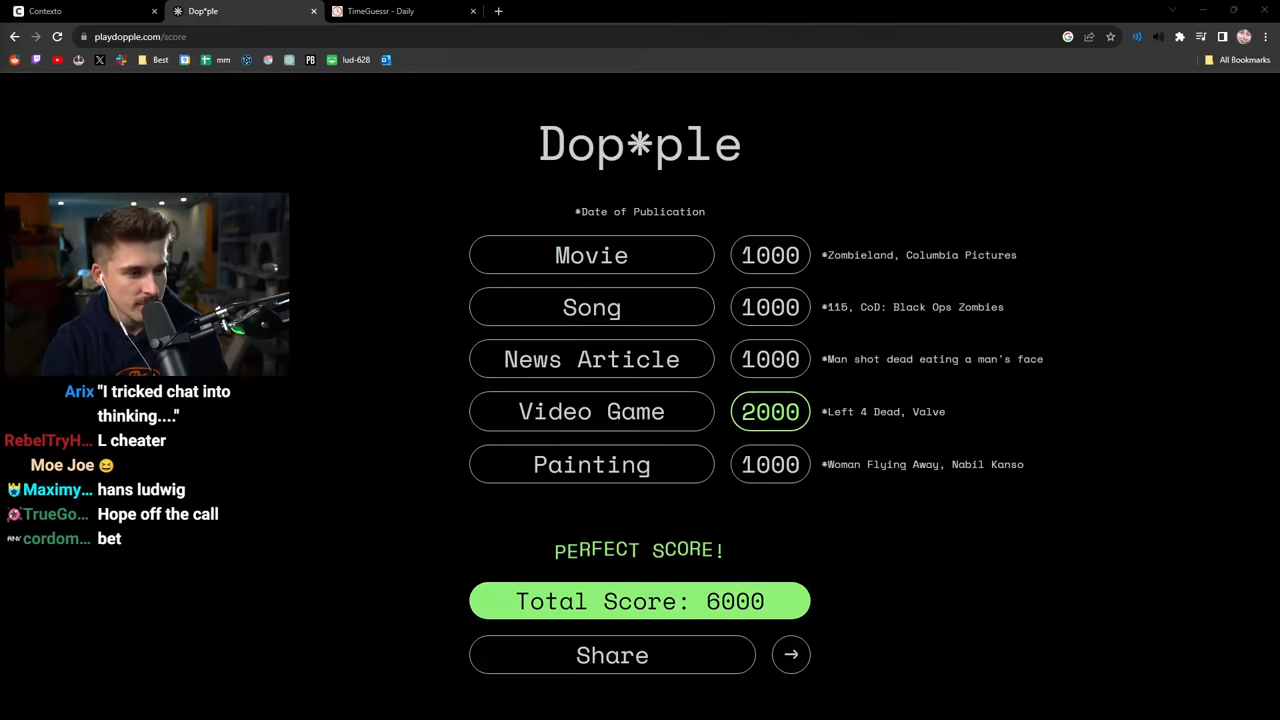 Contexto
Dop*ple
TimeGuessr - Daily
playdopple.com/score
Best
mm
PB
lud-628
All Bookmarks
Dop*ple
*Date of Publication
Movie 1000 *Zombieland, Columbia Pictures
Song 1000 *115, CoD: Black Ops Zombies
News Article 1000 *Man shot dead eating a man's face
Video Game 2000 *Left 4 Dead, Valve
Painting 1000 *Woman Flying Away, Nabil Kanso
PERFECT SCORE!
Total Score: 6000
Share →
Arix "I tricked chat into
thinking...."
RebelTryH... L cheater
Moe Joe 😆
Maximy... hans ludwig
TrueGo... Hope off the call
cordom... bet